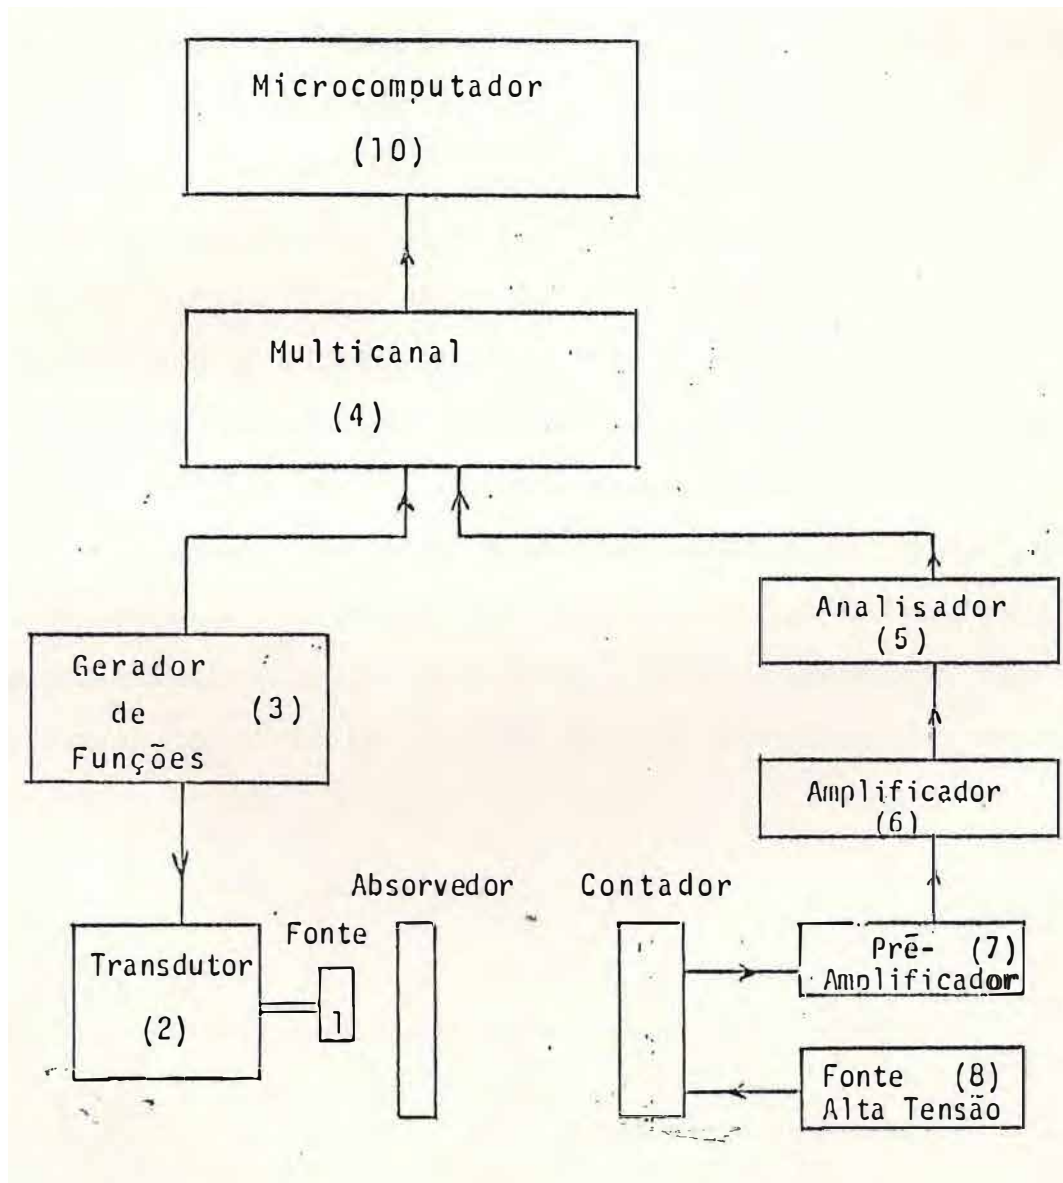 Microcomputador
(10)
Multicanal
(4)
Analisador
(5)
Gerador
de (3)
Funções
Amplificador
(6)
Absorvedor
Contador
Fonte
1
Transdutor
(2)
Pré- (7)
Amplificador
Fonte (8)
Alta Tensão